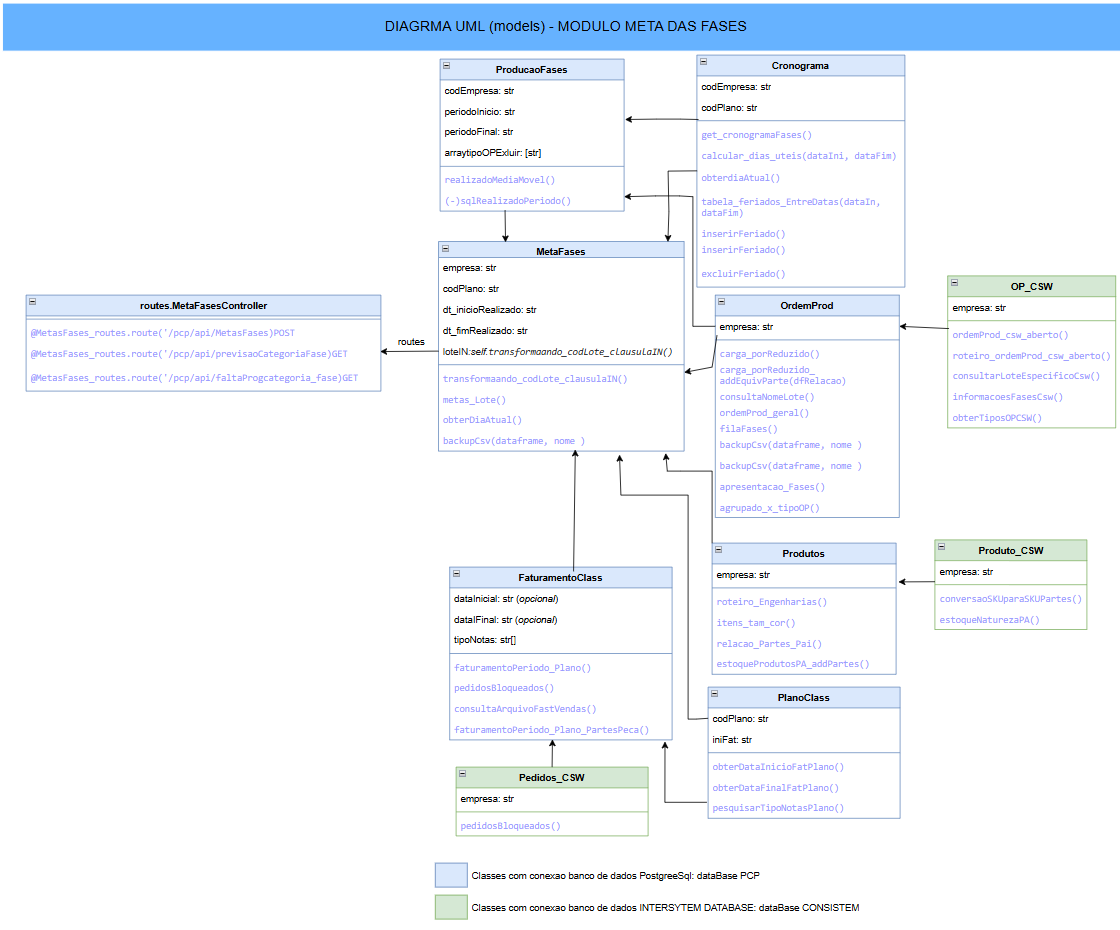 DIAGRMA UML (models) - MODULO META DAS FASES
ProducaoFases
codEmpresa: str
periodoInicio: str
periodoFinal: str
arraytipoOPExluir: [str]
realizadoMediaMovel()
(-)sqlRealizadoPeriodo()
Cronograma
codEmpresa: str
codPlano: str
get_cronogramaFases()
calcular_dias_uteis(dataIni, dataFim)
obterdiaAtual()
tabela_feriados_EntreDatas(dataIn,
dataFim)
inserirFeriado()
inserirFeriado()
excluirFeriado()
MetaFases
empresa: str
codPlano: str
dt_inicioRealizado: str
dt_fimRealizado: str
loteIN:self.transformaando_codLote_clausulaIN()
transformaando_codLote_clausulaIN()
metas_Lote()
obterDiaAtual()
backupCsv(dataframe, nome )
routes.MetaFasesController
@MetasFases_routes.route('/pcp/api/MetasFases)POST
@MetasFases_routes.route('/pcp/api/previsaoCategoriaFase)GET
@MetasFases_routes.route('/pcp/api/faltaProgcategoria_fase)GET
routes
OrdemProd
empresa: str
carga_porReduzido()
carga_porReduzido_
addEquivParte(dfRelacao)
consultaNomeLote()
ordemProd_geral()
filaFases()
backupCsv(dataframe, nome )
backupCsv(dataframe, nome )
apresentacao_Fases()
agrupado_x_tipoOP()
OP_CSW
empresa: str
ordemProd_csw_aberto()
roteiro_ordemProd_csw_aberto()
consultarLoteEspecificoCsw()
informacoesFasesCsw()
obterTiposOPCSW()
Produtos
empresa: str
roteiro_Engenharias()
itens_tam_cor()
relacao_Partes_Pai()
estoqueProdutosPA_addPartes()
Produto_CSW
empresa: str
conversaoSKUparaSKUPartes()
estoqueNaturezaPA()
FaturamentoClass
dataInicial: str (opcional)
dataIFinal: str (opcional)
tipoNotas: str[]
faturamentoPeriodo_Plano()
pedidosBloqueados()
consultaArquivoFastVendas()
faturamentoPeriodo_Plano_PartesPeca()
PlanoClass
codPlano: str
iniFat: str
obterDataInicioFatPlano()
obterDataFinalFatPlano()
pesquisarTipoNotasPlano()
Pedidos_CSW
empresa: str
pedidosBloqueados()
Classes com conexao banco de dados PostgreeSql: dataBase PCP
Classes com conexao banco de dados INTERSYTEM DATABASE: dataBase CONSISTEM